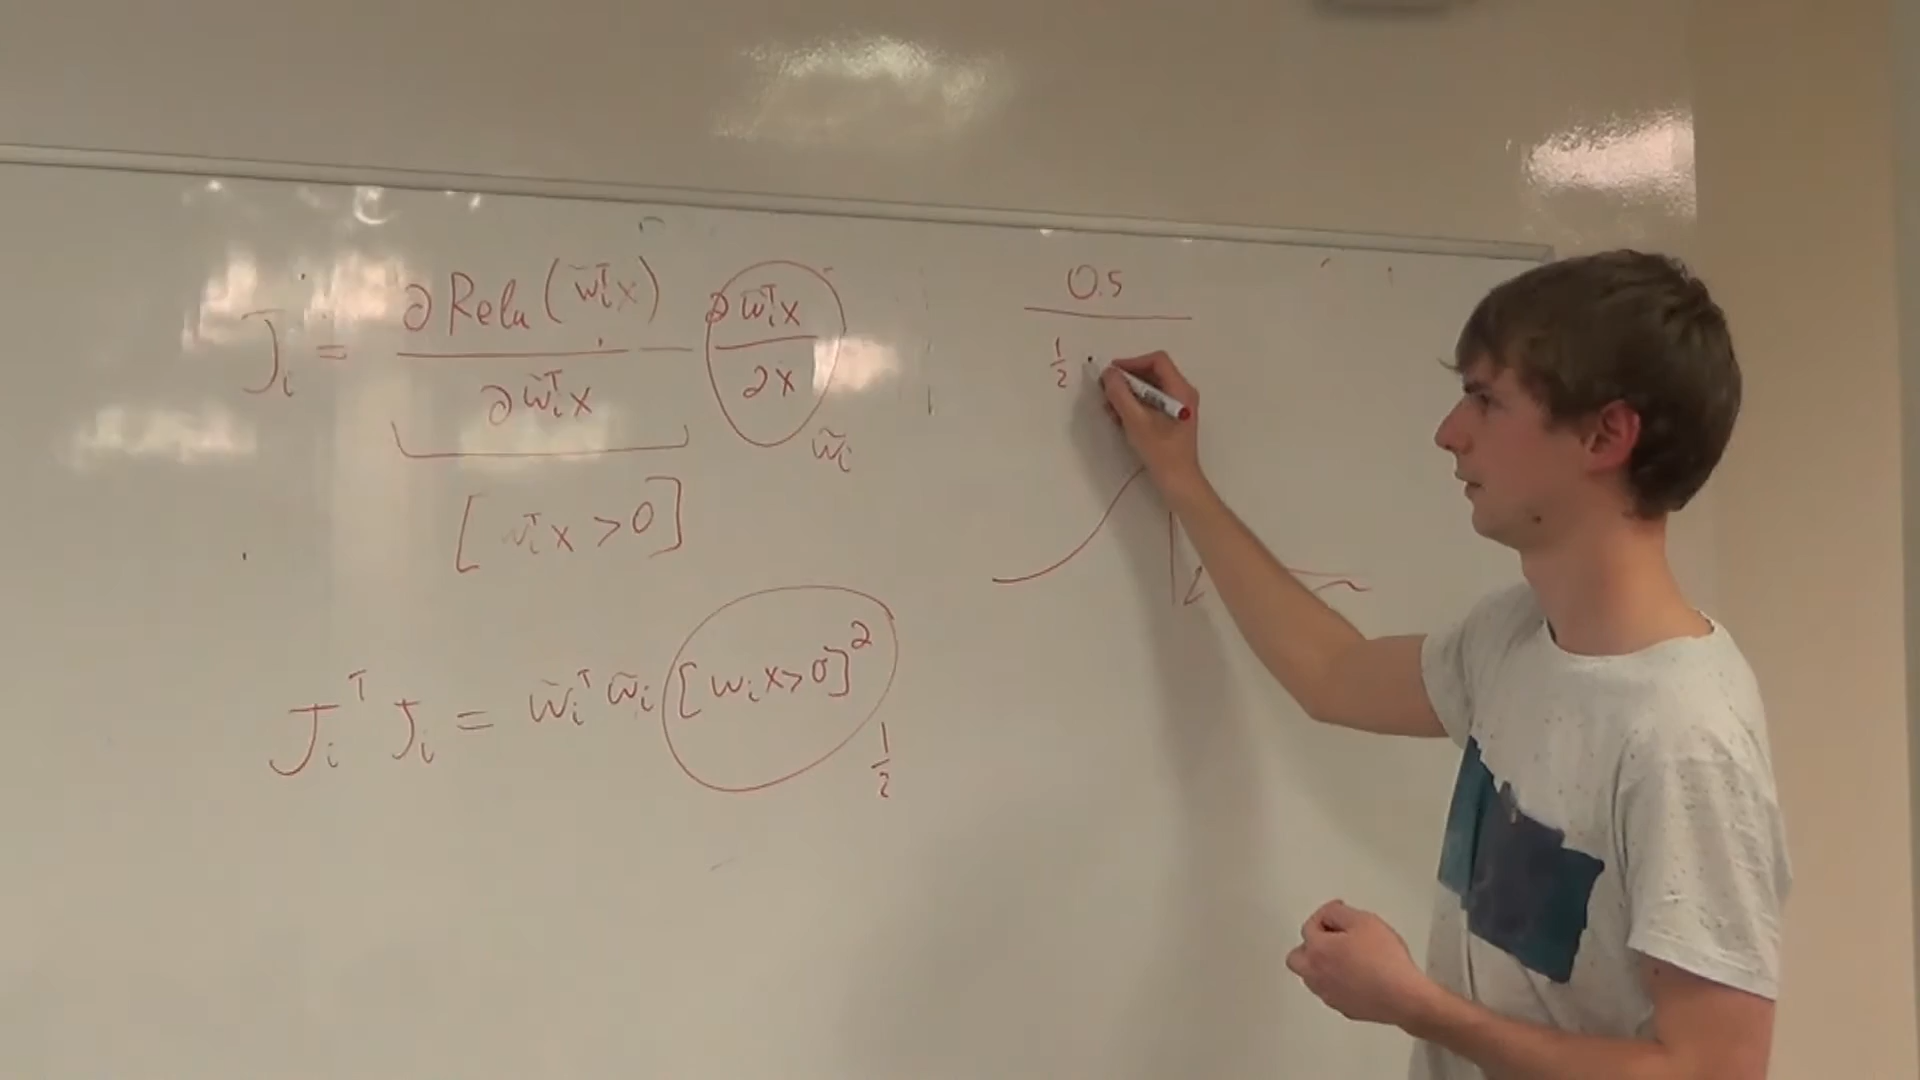 J_i = ∂ Relu (w̃_i^T x) / ∂ w̃_i^T x · ∂ w̃_i^T x / ∂x
w̃_i
[ w̃_i^T x > 0 ]
J_i^T J_i = w̃_i^T w̃_i [w_i x > 0]^2
1/2
0.5
1/2